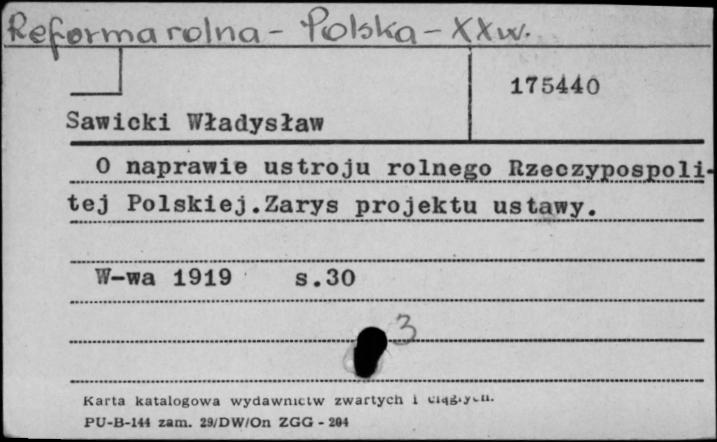 Reforma rolna - Polska - XX w.
175440
Sawicki Władysław
O naprawie ustroju rolnego Rzeczypospoli-
tej Polskiej.Zarys projektu ustawy.
W-wa 1919 s.30
3
Karta katalogowa wydawnictw zwartych i ciągłych.
PU-B-144 zam. 29/DW/On ZGG - 204